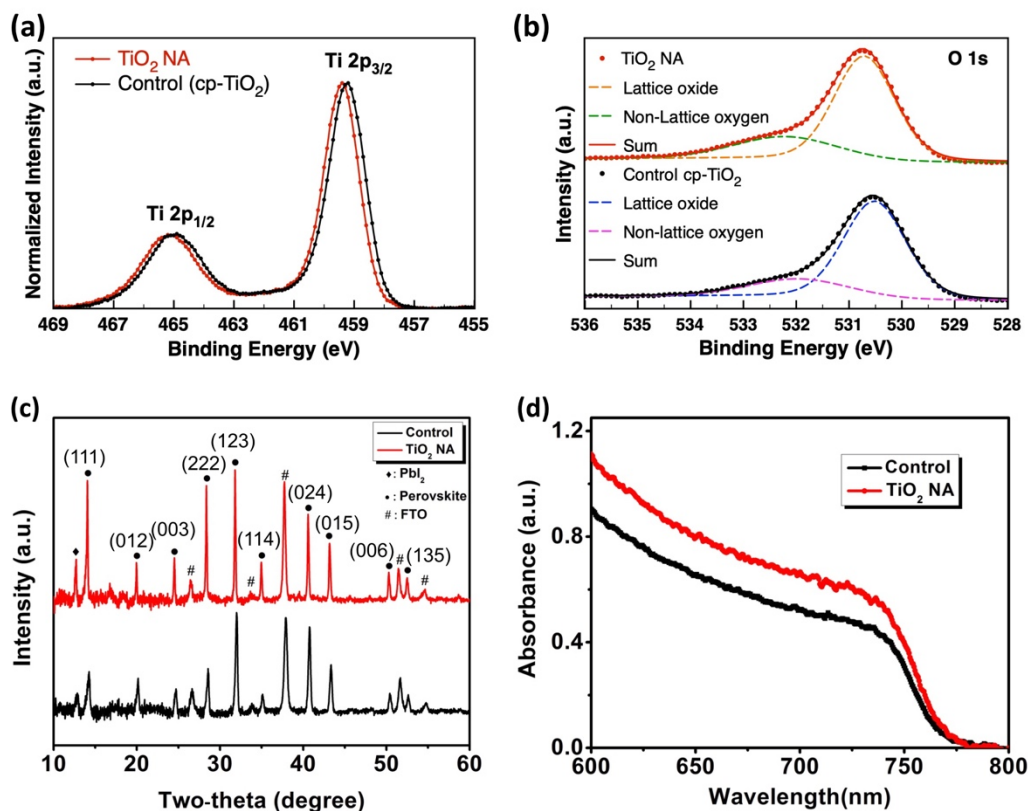 (a)
TiO2 NA
Control (cp-TiO2)
Ti 2p3/2
Ti 2p1/2
Normalized Intensity (a.u.)
469 467 465 463 461 459 457 455
Binding Energy (eV)
(b)
O 1s
TiO2 NA
Lattice oxide
Non-Lattice oxygen
Sum
Control cp-TiO2
Lattice oxide
Non-lattice oxygen
Sum
Intensity (a.u.)
536 535 534 533 532 531 530 529 528
Binding Energy (eV)
(c)
Control
TiO2 NA
♦: PbI2
•: Perovskite
#: FTO
(111)
(012)
(003)
#
(222)
(123)
#
(114)
#
(024)
(015)
(006)
#
(135)
#
Intensity (a.u.)
10 20 30 40 50 60
Two-theta (degree)
(d)
Control
TiO2 NA
Absorbance (a.u.)
1.2
0.8
0.4
0.0
600 650 700 750 800
Wavelength(nm)